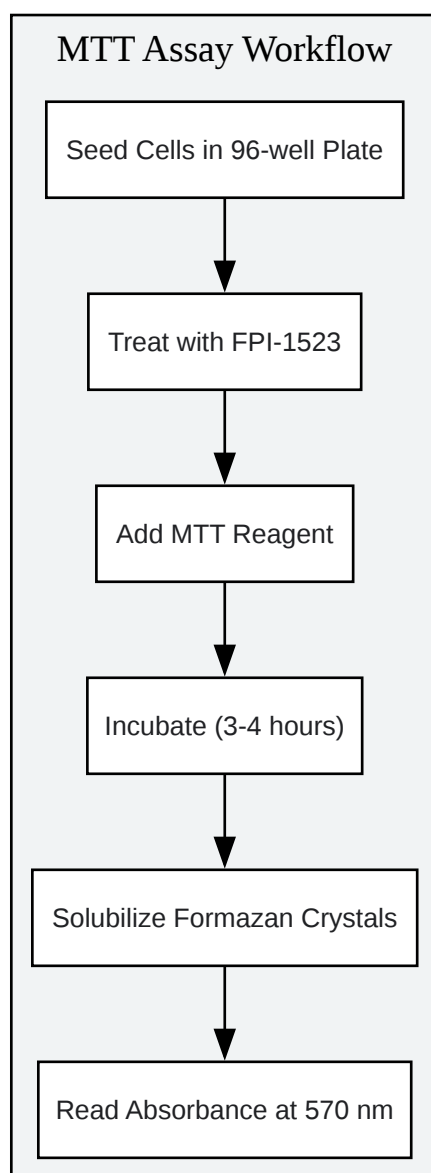 MTT Assay Workflow
Seed Cells in 96-well Plate
Treat with FPI-1523
Add MTT Reagent
Incubate (3-4 hours)
Solubilize Formazan Crystals
Read Absorbance at 570 nm